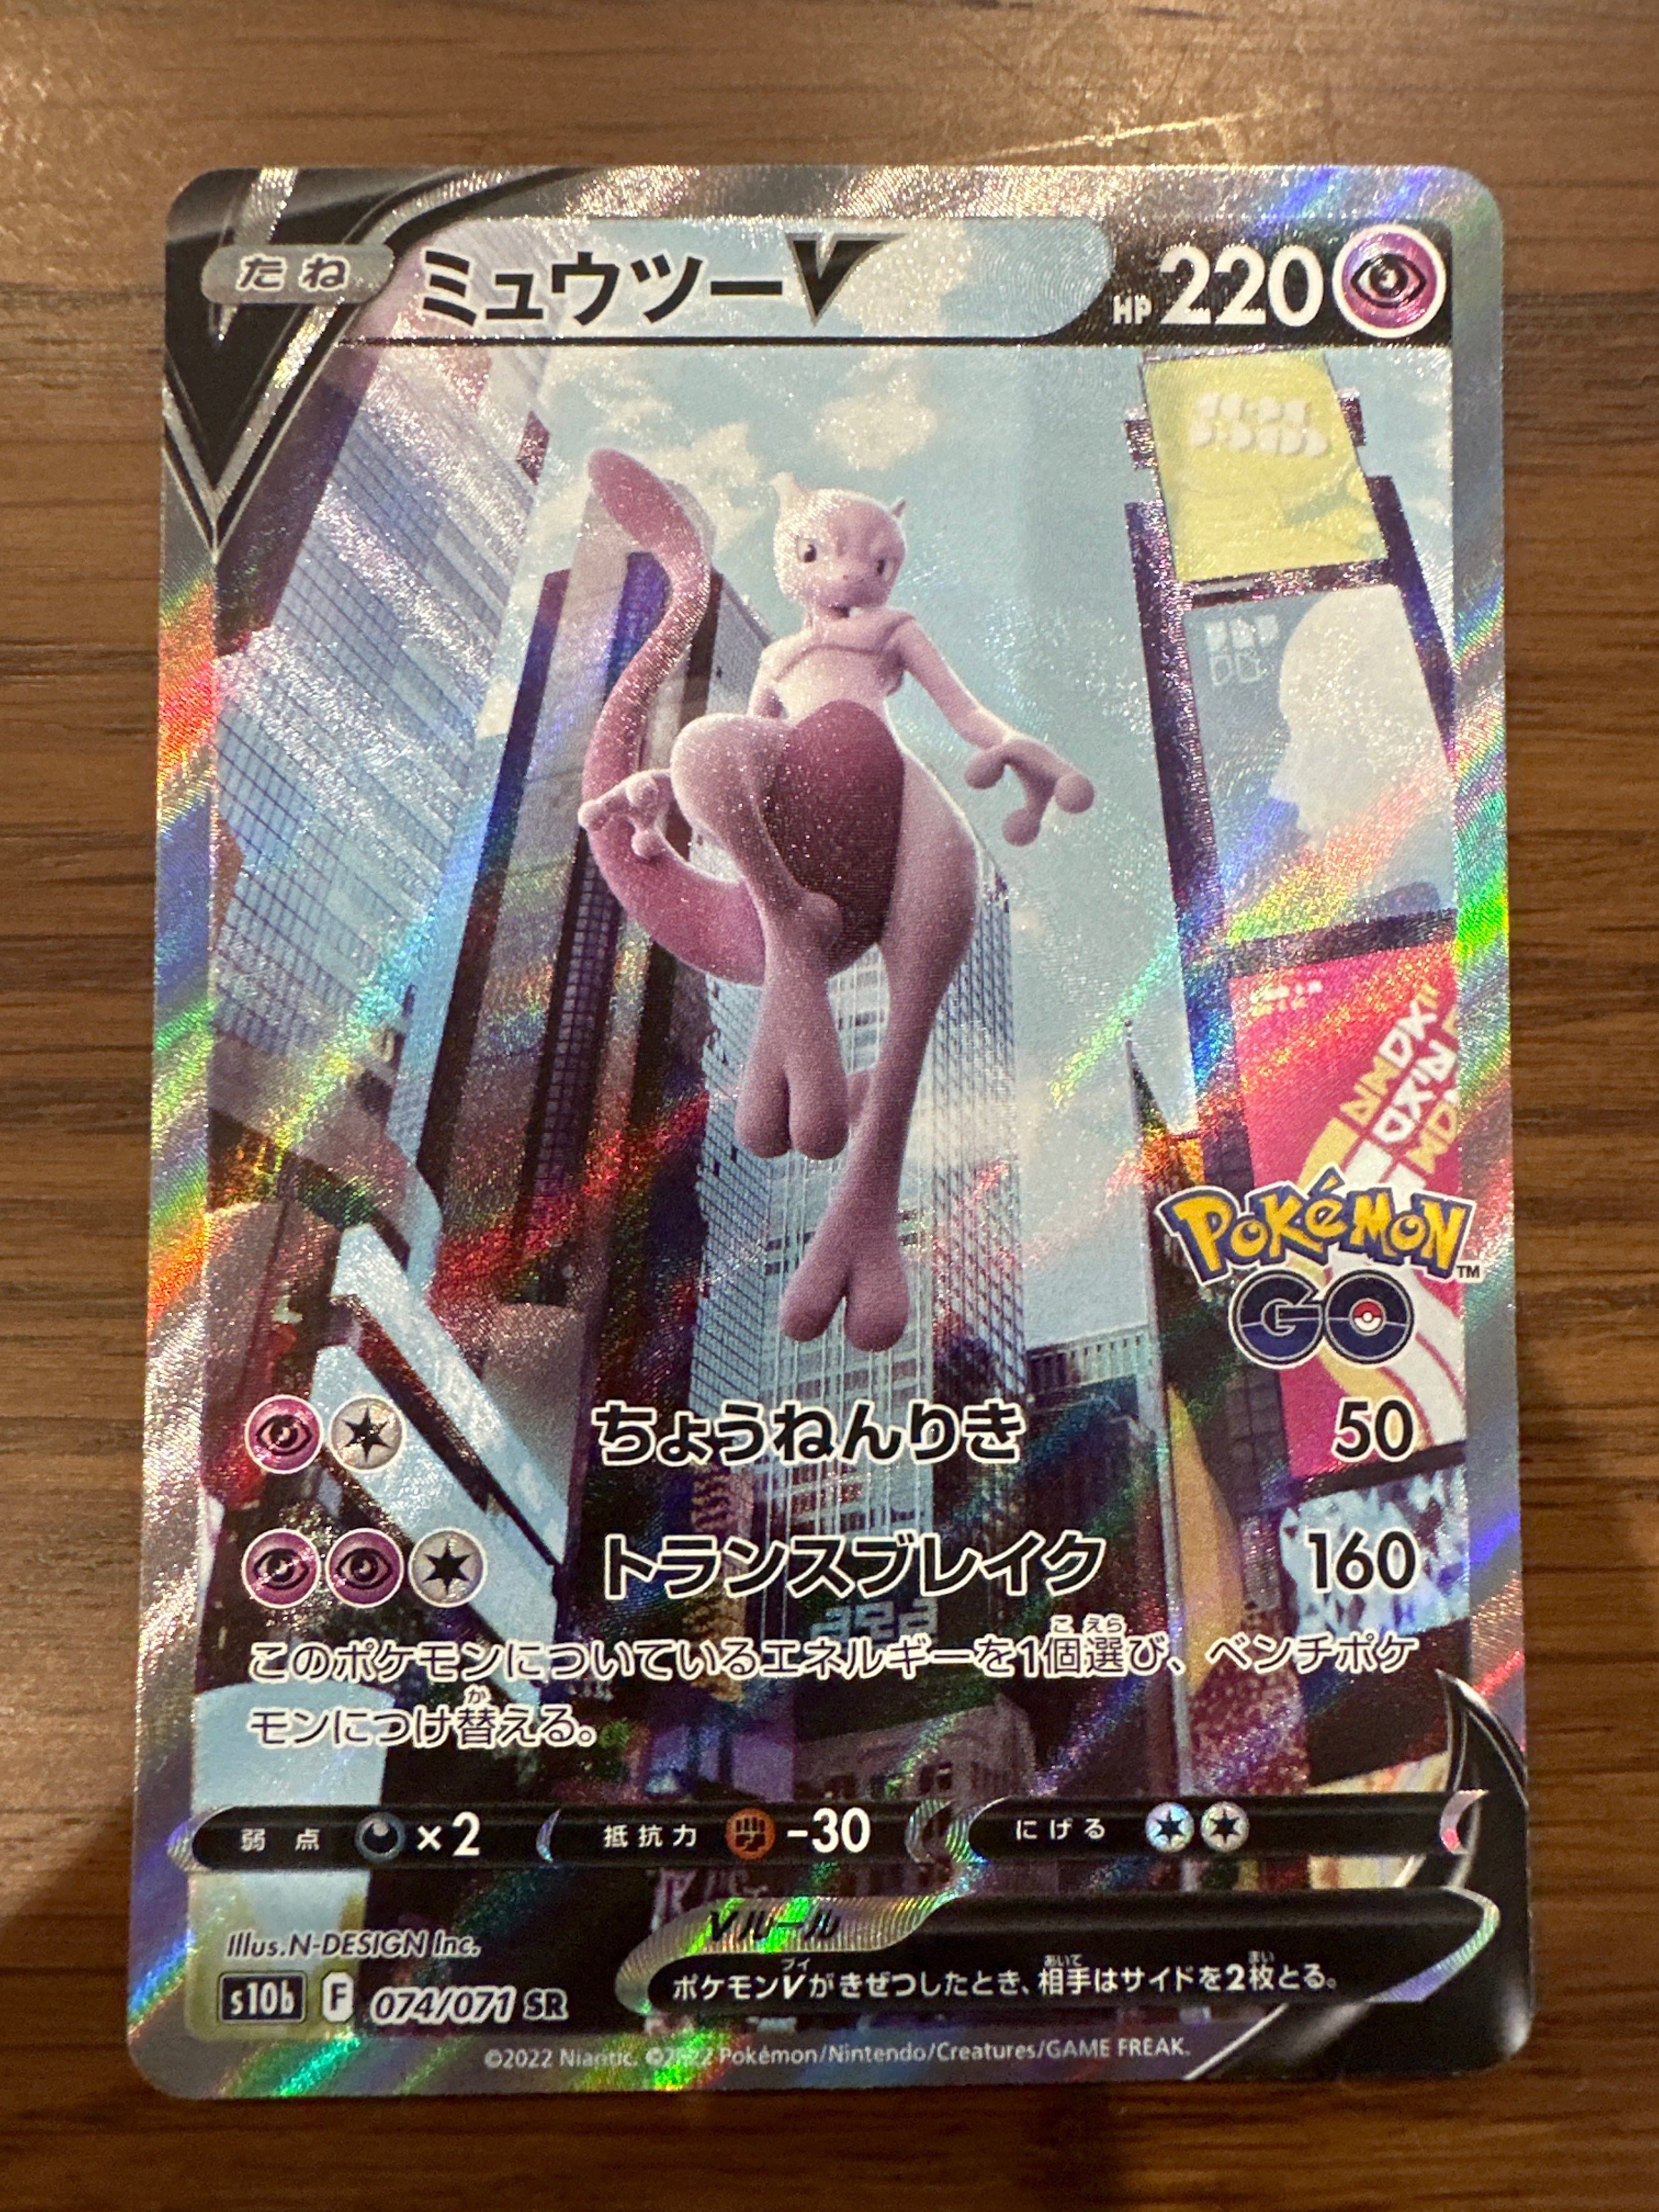 たね ミュウツーV HP 220
POKÉMON™
GO
ちょうねんりき 50
トランスブレイク 160
このポケモンについているエネルギーを1個選び、ベンチポケ
モンにつけ替える。
弱点 ×2 抵抗力 -30 にげる
Vルール
ポケモンVがきぜつしたとき、相手はサイドを2枚とる。
Illus.N-DESIGN Inc.
s10b F 074/071 SR
©2022 Niantic. ©2022 Pokémon/Nintendo/Creatures/GAME FREAK.